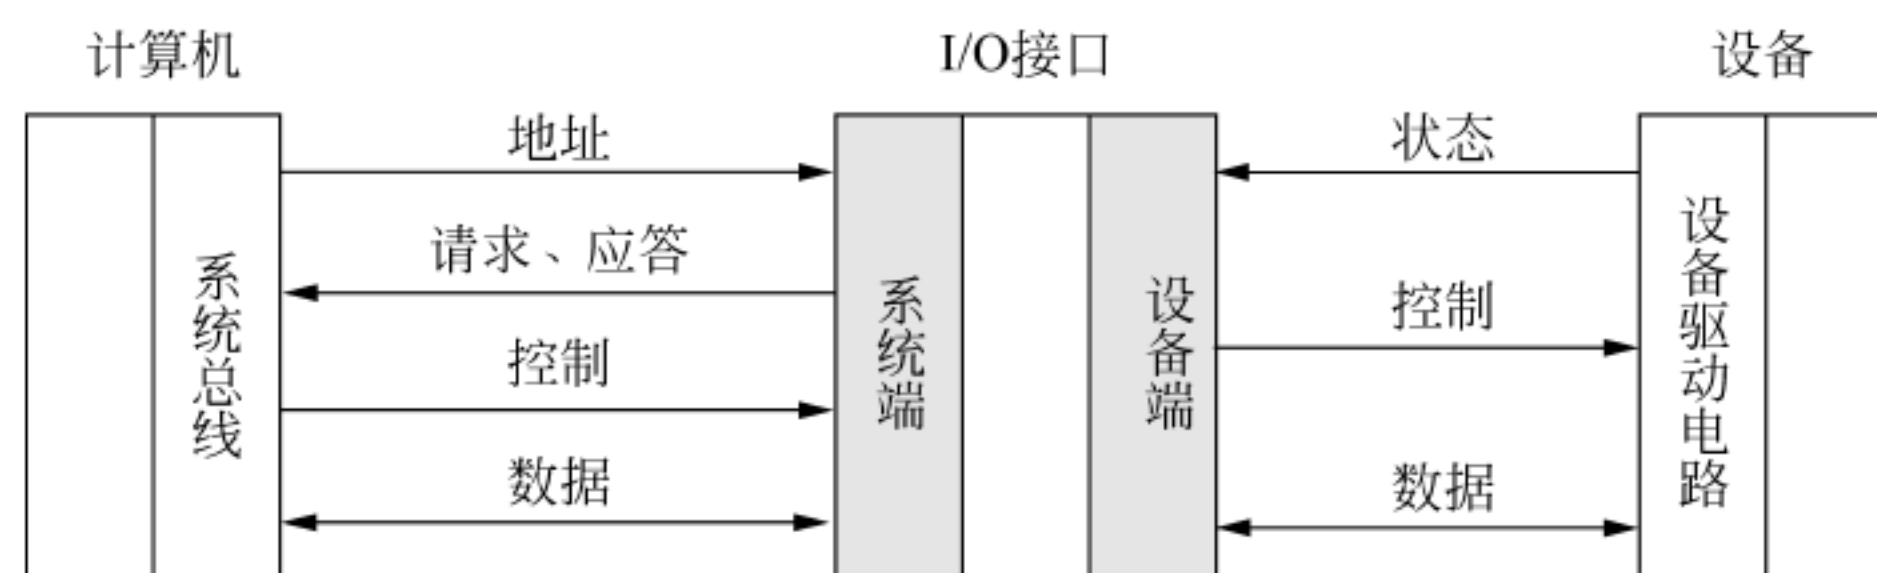 计算机
I/O接口
设备
地址
状态
请求、应答
控制
控制
数据
数据
系统总线
系统端
设备端
设备驱动电路